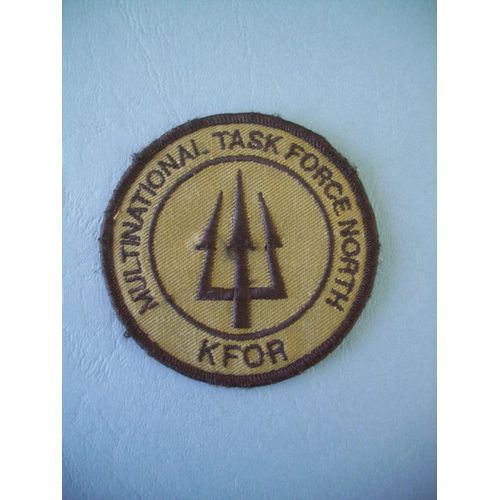 MULTINATIONAL TASK FORCE NORTH
KFOR